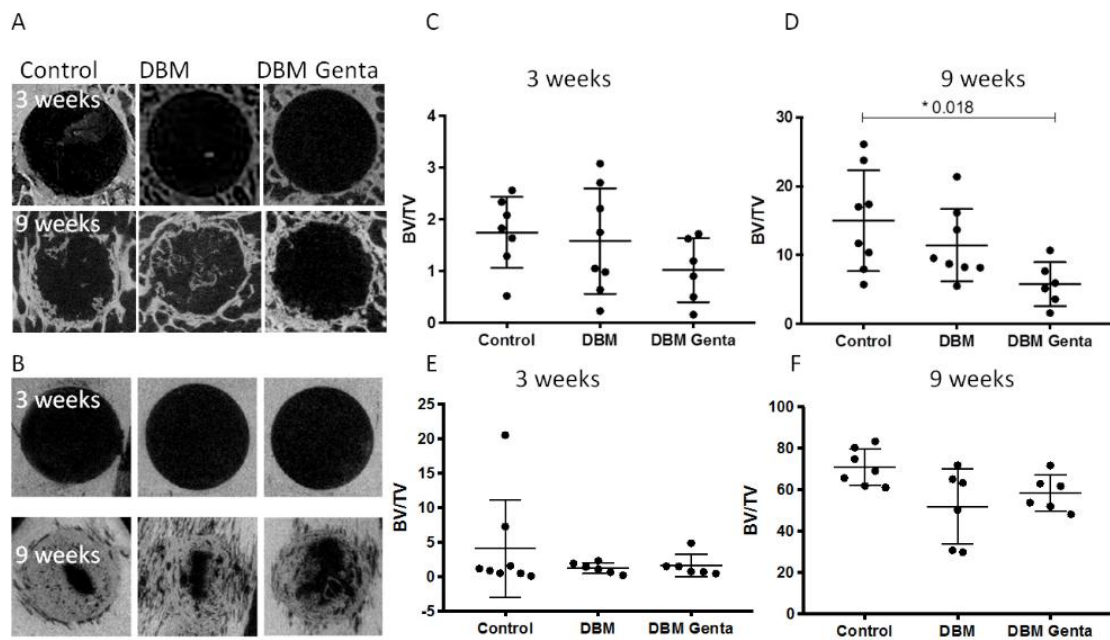 A
Control DBM DBM Genta
3 weeks
9 weeks
B
3 weeks
9 weeks
C
3 weeks
BV/TV
4
3
2
1
0
Control DBM DBM Genta
D
9 weeks
* 0.018
BV/TV
30
20
10
0
Control DBM DBM Genta
E
3 weeks
BV/TV
25
20
15
10
5
0
-5
Control DBM DBM Genta
F
9 weeks
BV/TV
100
80
60
40
20
0
Control DBM DBM Genta